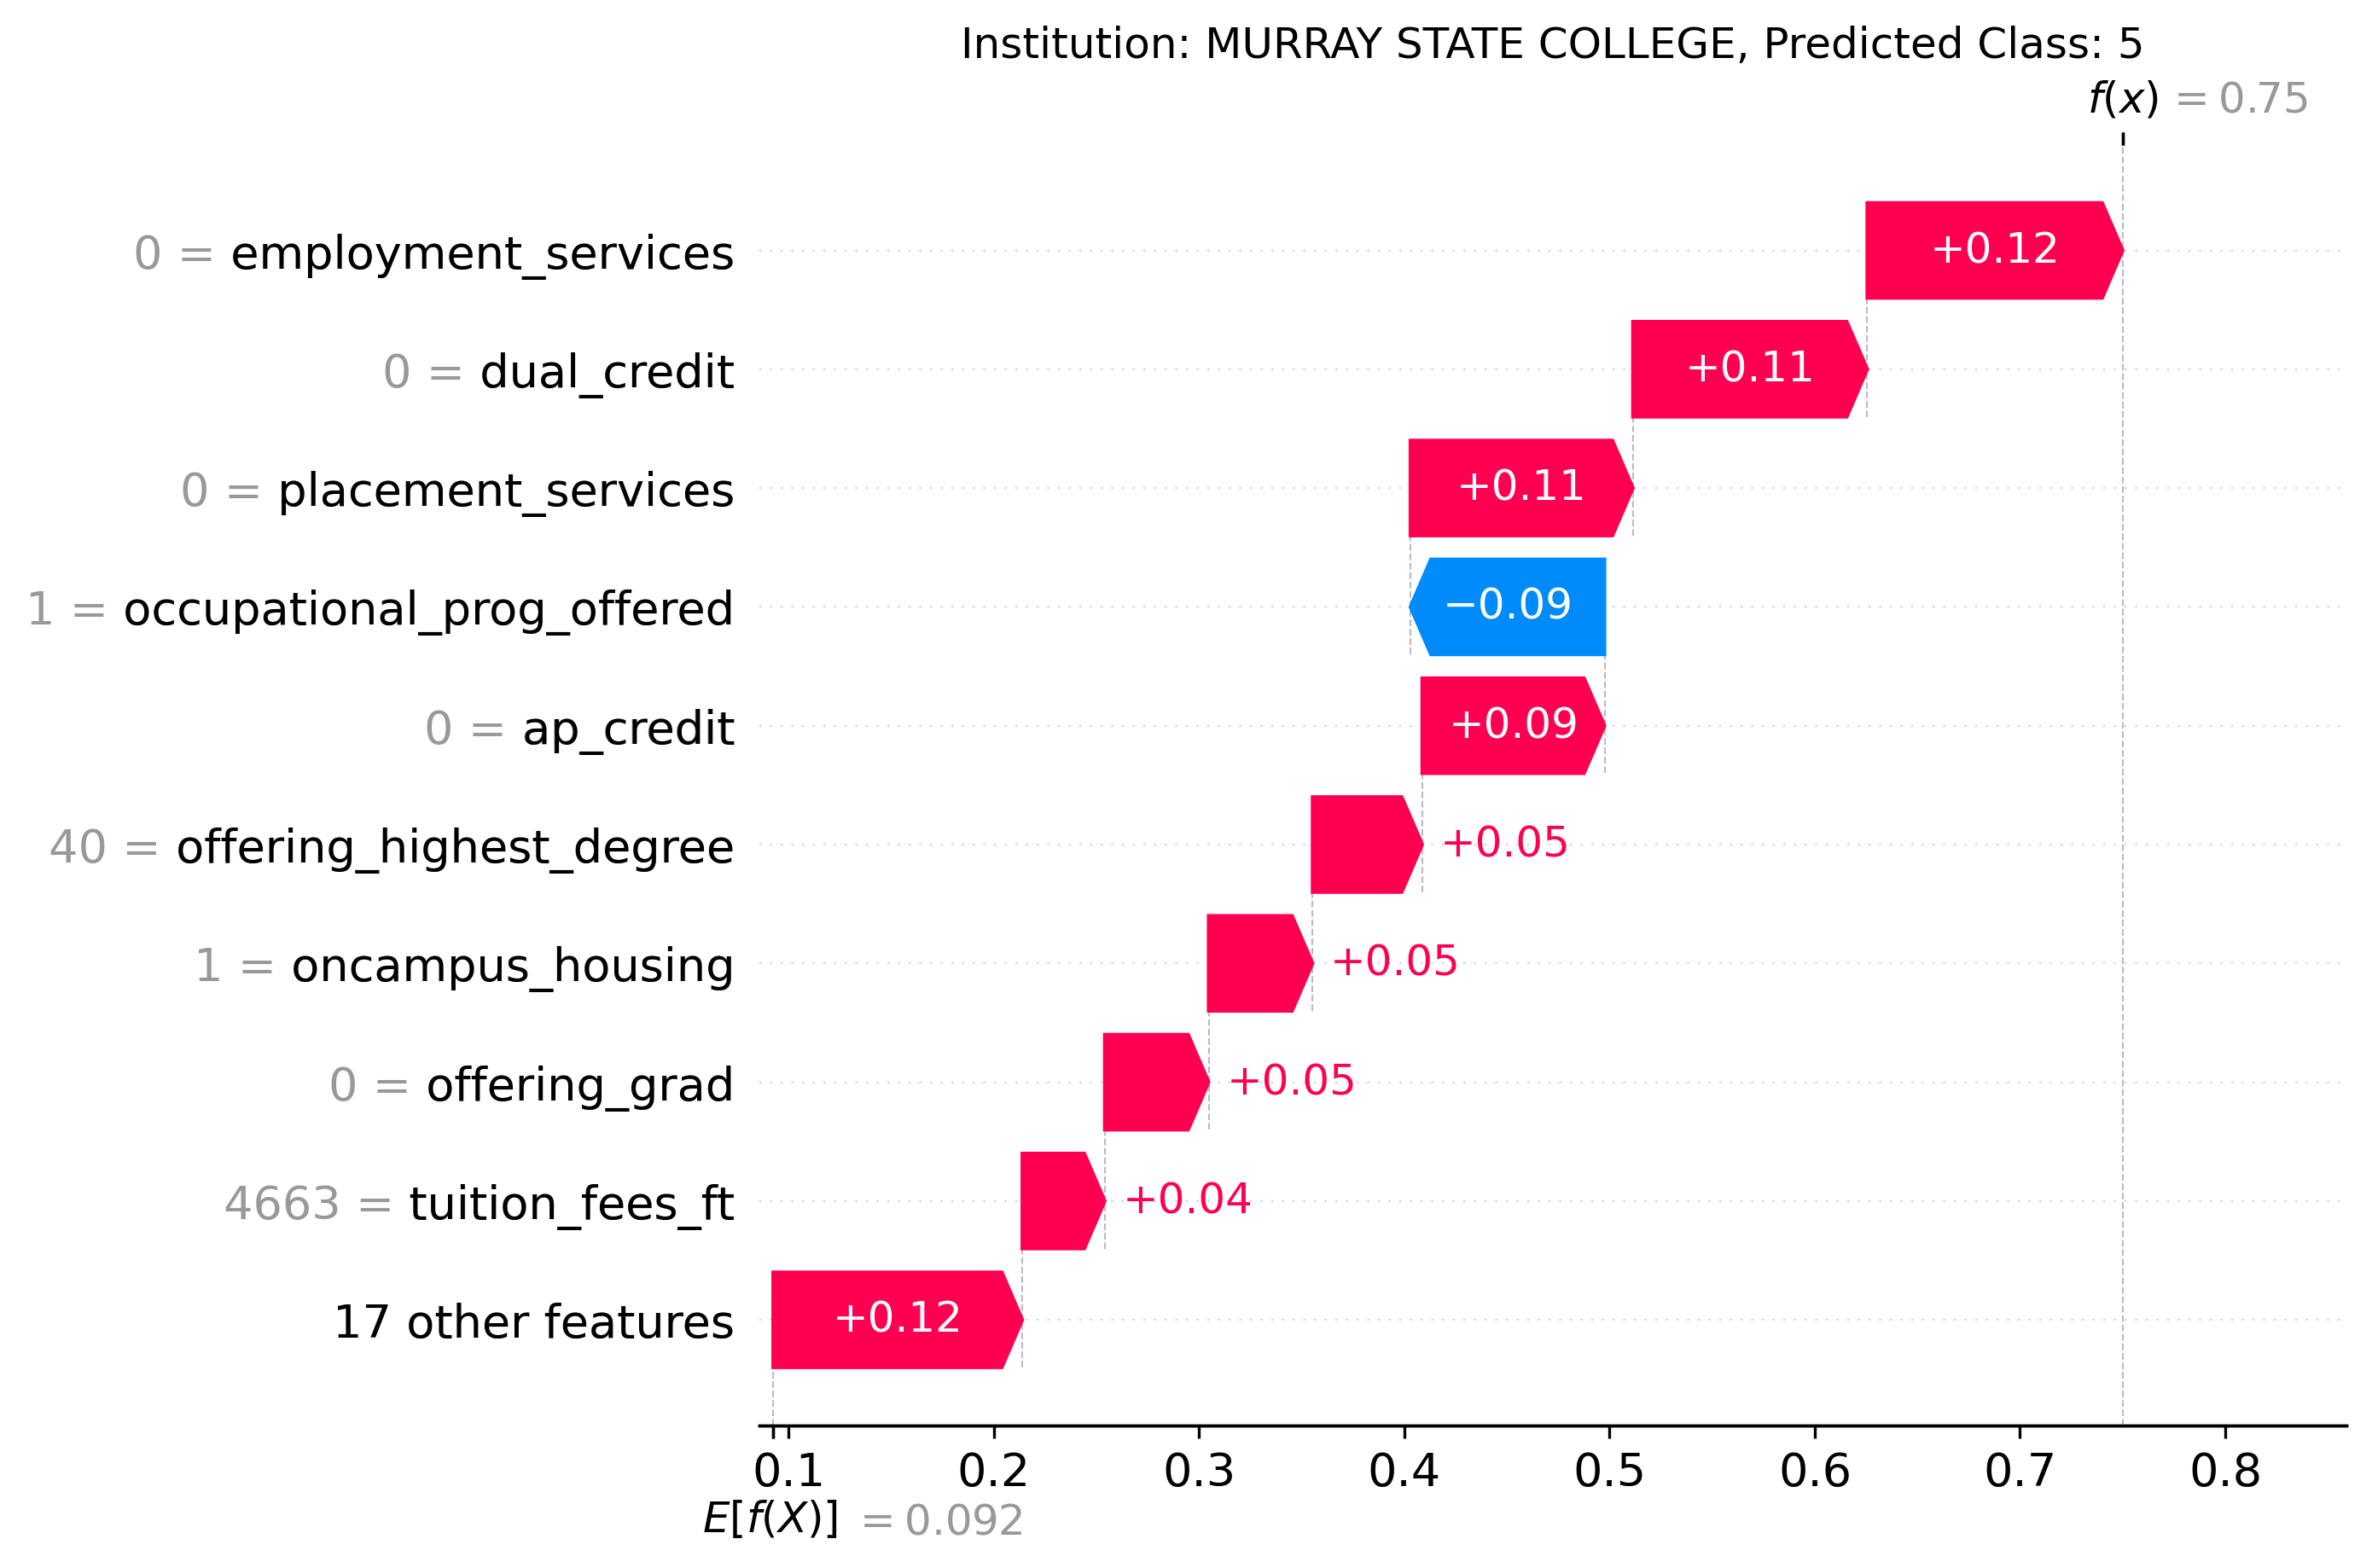 Institution: MURRAY STATE COLLEGE, Predicted Class: 5
f(x) = 0.75
0 = employment_services +0.12
0 = dual_credit +0.11
0 = placement_services +0.11
1 = occupational_prog_offered −0.09
0 = ap_credit +0.09
40 = offering_highest_degree +0.05
1 = oncampus_housing +0.05
0 = offering_grad +0.05
4663 = tuition_fees_ft +0.04
17 other features +0.12
0.1 0.2 0.3 0.4 0.5 0.6 0.7 0.8
E[f(X)] = 0.092